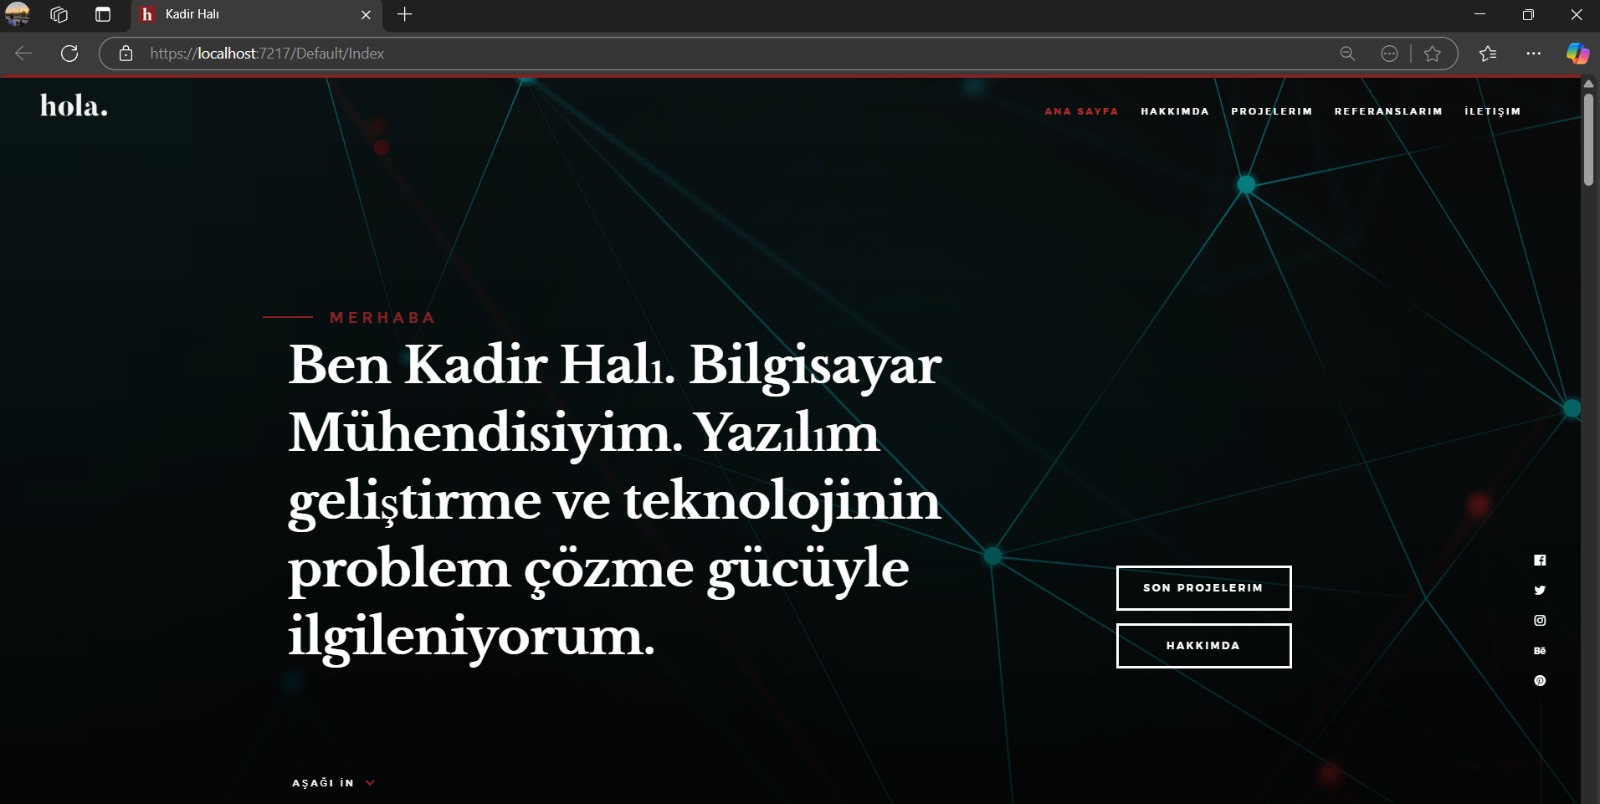 Kadir Halı
https://localhost:7217/Default/Index
hola.
ANA SAYFA HAKKIMDA PROJELERIM REFERANSLARIM İLETIŞIM
MERHABA
Ben Kadir Halı. Bilgisayar
Mühendisiyim. Yazılım
geliştirme ve teknolojinin
problem çözme gücüyle
ilgileniyorum.
SON PROJELERIM
HAKKIMDA
AŞAĞI İN